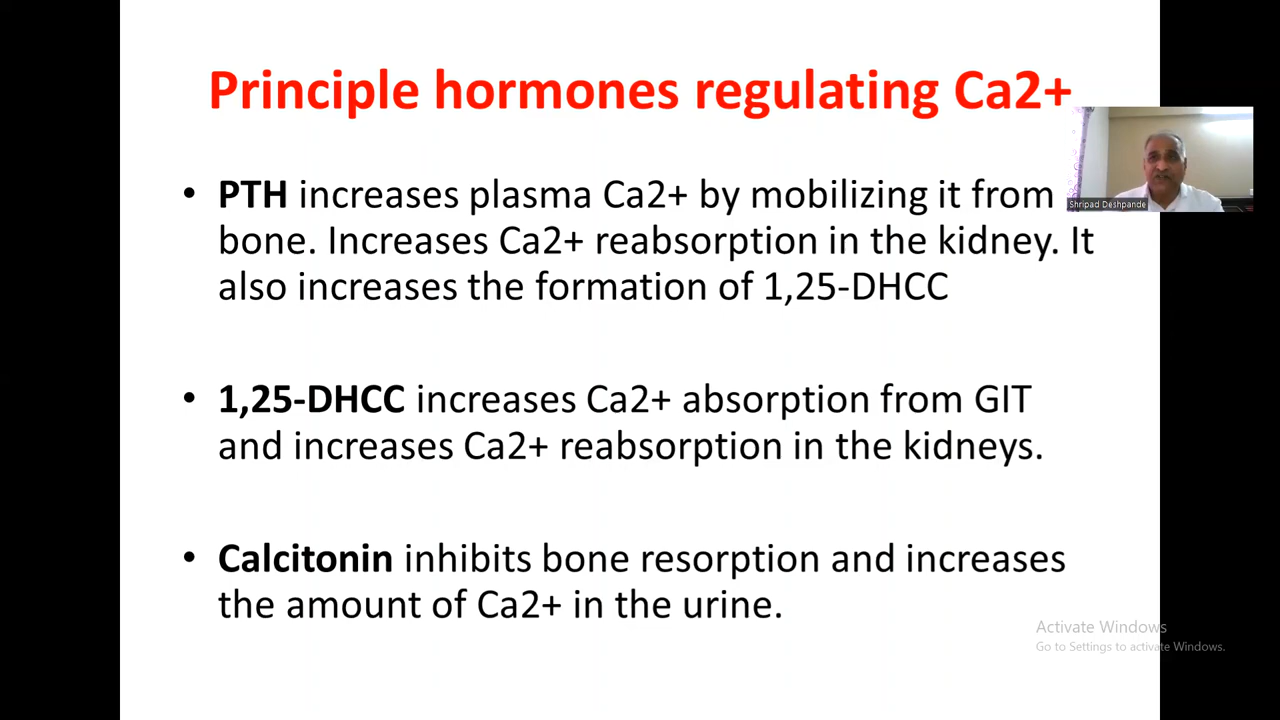 Principle hormones regulating Ca2+
• PTH increases plasma Ca2+ by mobilizing it from
bone. Increases Ca2+ reabsorption in the kidney. It
also increases the formation of 1,25-DHCC
• 1,25-DHCC increases Ca2+ absorption from GIT
and increases Ca2+ reabsorption in the kidneys.
• Calcitonin inhibits bone resorption and increases
the amount of Ca2+ in the urine.
Shripad Deshpande
Activate Windows
Go to Settings to activate Windows.